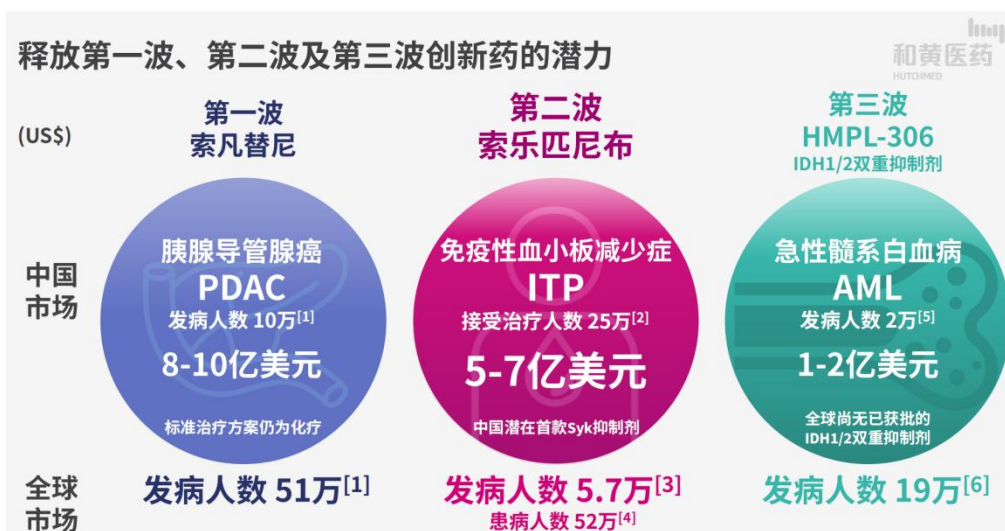 释放第一波、第二波及第三波创新药的潜力
和黄医药
HUTCHMED
(US$)
第一波
索凡替尼
第二波
索乐匹尼布
第三波
HMPL-306
IDH1/2双重抑制剂
中国
市场
胰腺导管腺癌
PDAC
发病人数 10万[1]
8-10亿美元
标准治疗方案仍为化疗
免疫性血小板减少症
ITP
接受治疗人数 25万[2]
5-7亿美元
中国潜在首款Syk抑制剂
急性髓系白血病
AML
发病人数 2万[5]
1-2亿美元
全球尚无已获批的
IDH1/2双重抑制剂
全球
市场
发病人数 51万[1]
发病人数 5.7万[3]
患病人数 52万[4]
发病人数 19万[6]